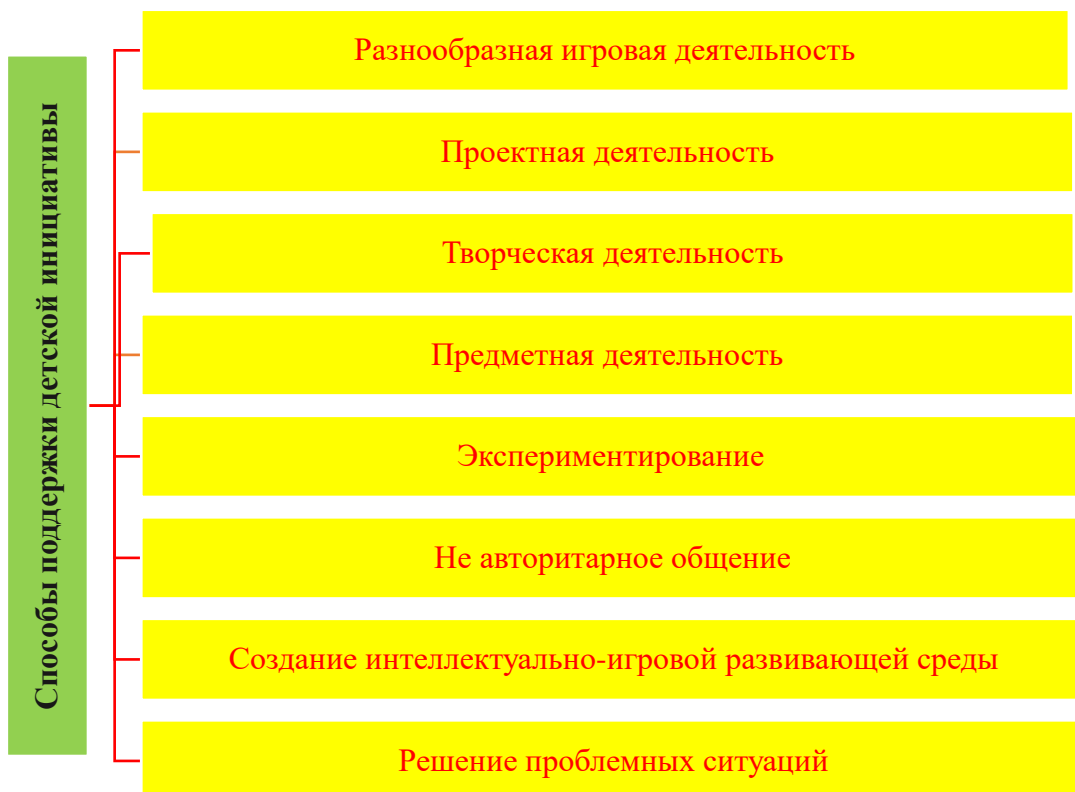 Способы поддержки детской инициативы
Разнообразная игровая деятельность
Проектная деятельность
Творческая деятельность
Предметная деятельность
Экспериментирование
Не авторитарное общение
Создание интеллектуально-игровой развивающей среды
Решение проблемных ситуаций